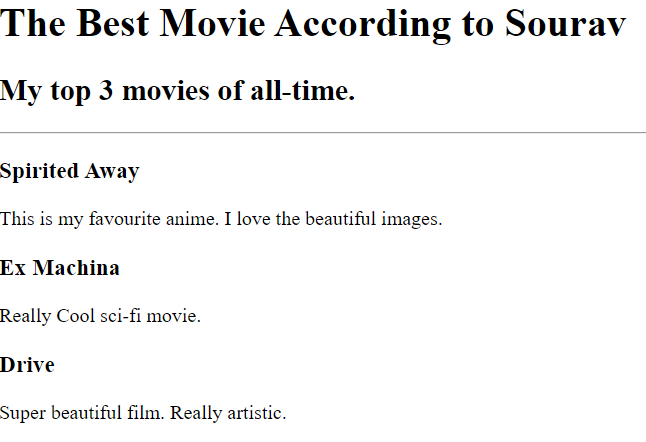 The Best Movie According to Sourav
My top 3 movies of all-time.
Spirited Away
This is my favourite anime. I love the beautiful images.
Ex Machina
Really Cool sci-fi movie.
Drive
Super beautiful film. Really artistic.